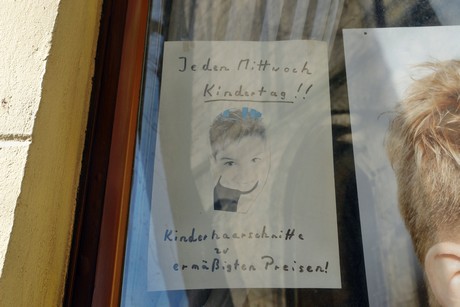 Jeden Mittwoch
Kindertag!!
Kinderhaarschnitte
zu
ermäßigten Preisen!